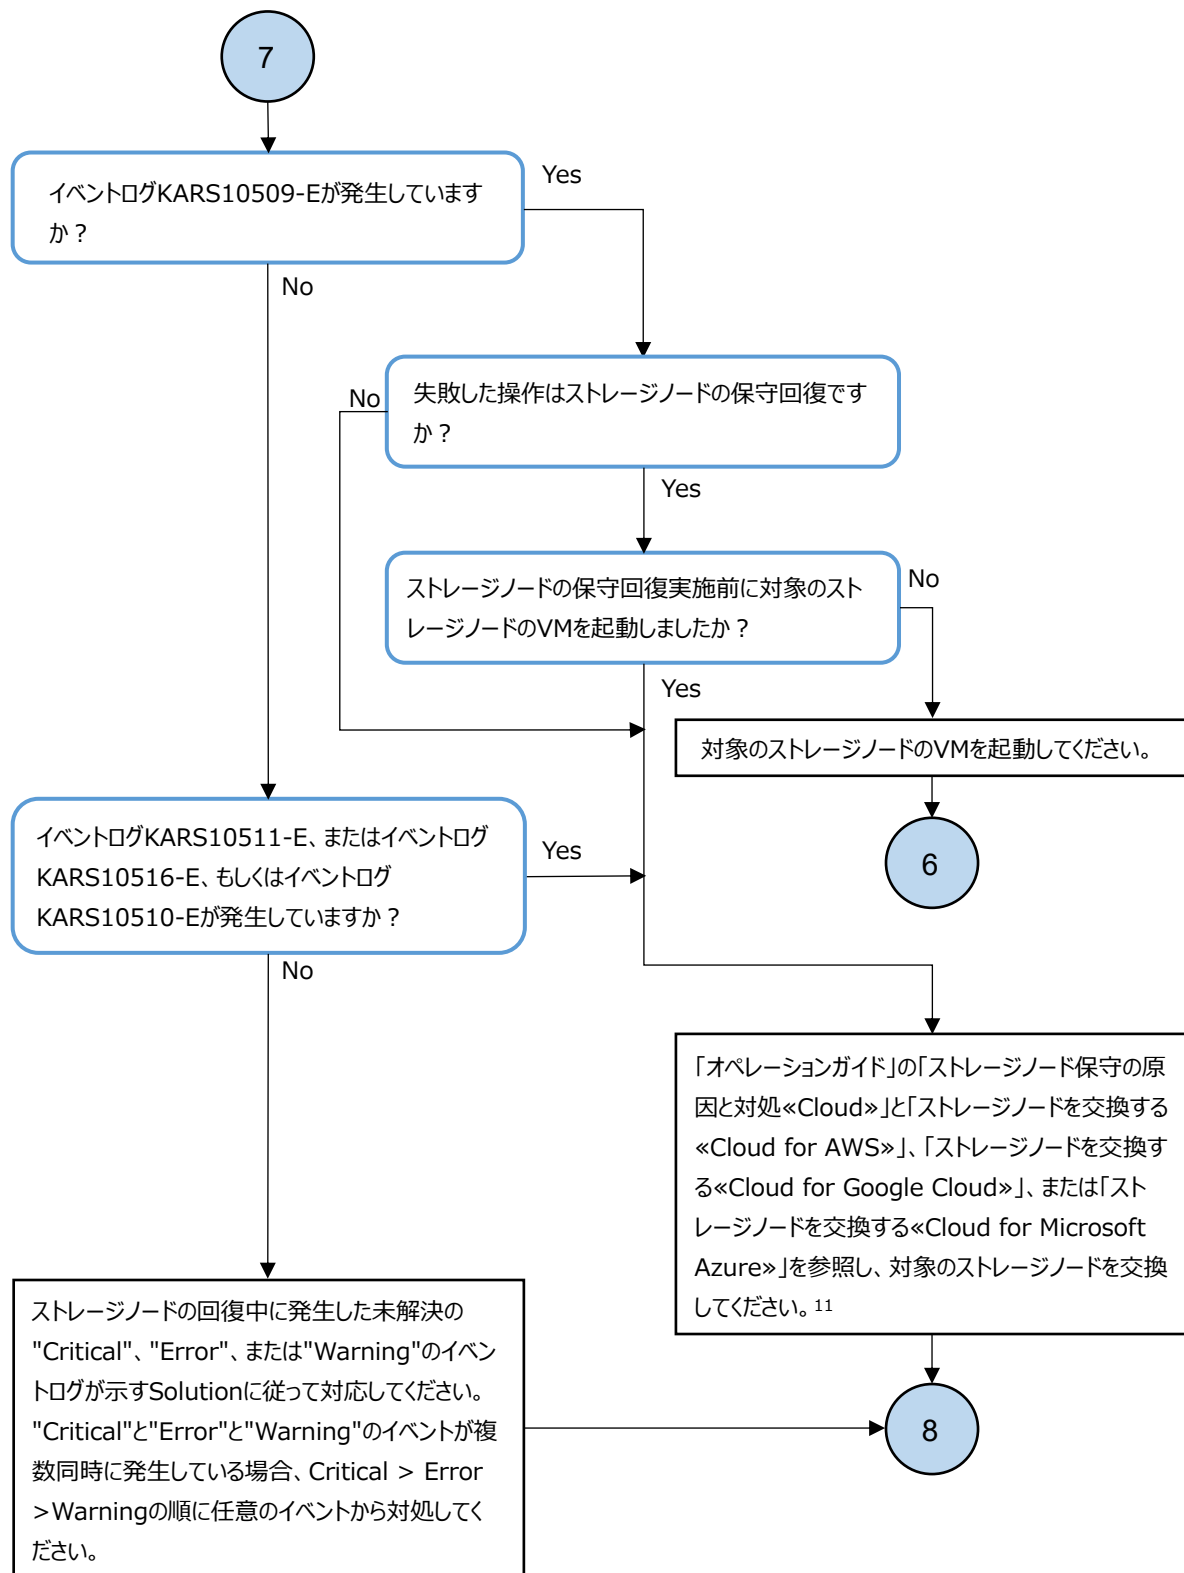 7
イベントログKARS10509-Eが発生しています
か？
Yes
No
失敗した操作はストレージノードの保守回復です
か？
No
Yes
ストレージノードの保守回復実施前に対象のスト
レージノードのVMを起動しましたか？
No
Yes
対象のストレージノードのVMを起動してください。
6
イベントログKARS10511-E、またはイベントログ
KARS10516-E、もしくはイベントログ
KARS10510-Eが発生していますか？
Yes
No
「オペレーションガイド」の「ストレージノード保守の原
因と対処«Cloud»」と「ストレージノードを交換する
«Cloud for AWS»」、「ストレージノードを交換す
る«Cloud for Google Cloud»」、または「スト
レージノードを交換する«Cloud for Microsoft
Azure»」を参照し、対象のストレージノードを交換
してください。11
ストレージノードの回復中に発生した未解決の
"Critical"、"Error"、または"Warning"のイベン
トログが示すSolutionに従って対応してください。
"Critical"と"Error"と"Warning"のイベントが複
数同時に発生している場合、Critical > Error
>Warningの順に任意のイベントから対処してく
ださい。
8